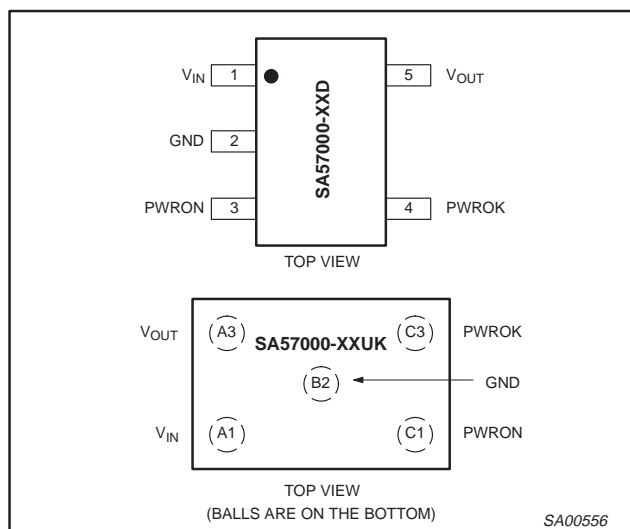 VIN 1 5 VOUT
GND 2
SA57000-XXD
PWRON 3 4 PWROK
TOP VIEW
VOUT A3 SA57000-XXUK C3 PWROK
B2 GND
VIN A1 C1 PWRON
TOP VIEW
(BALLS ARE ON THE BOTTOM)
SA00556